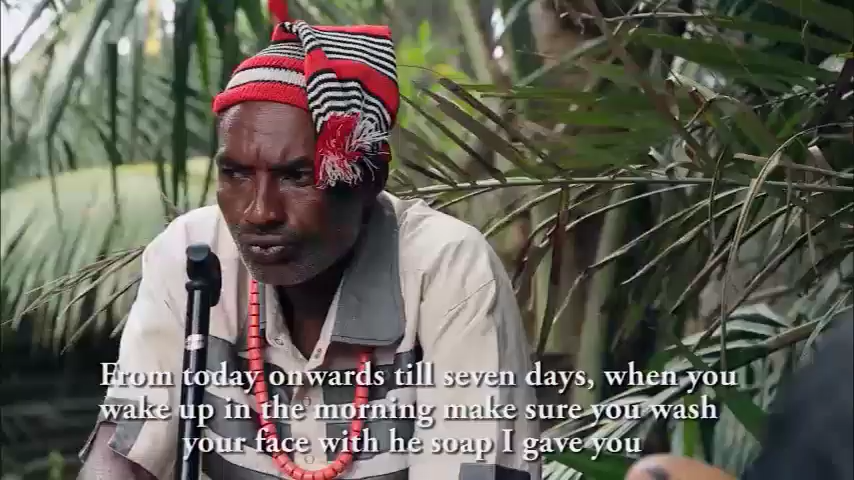 From today onwards till seven days, when you
wake up in the morning make sure you wash
your face with he soap I gave you